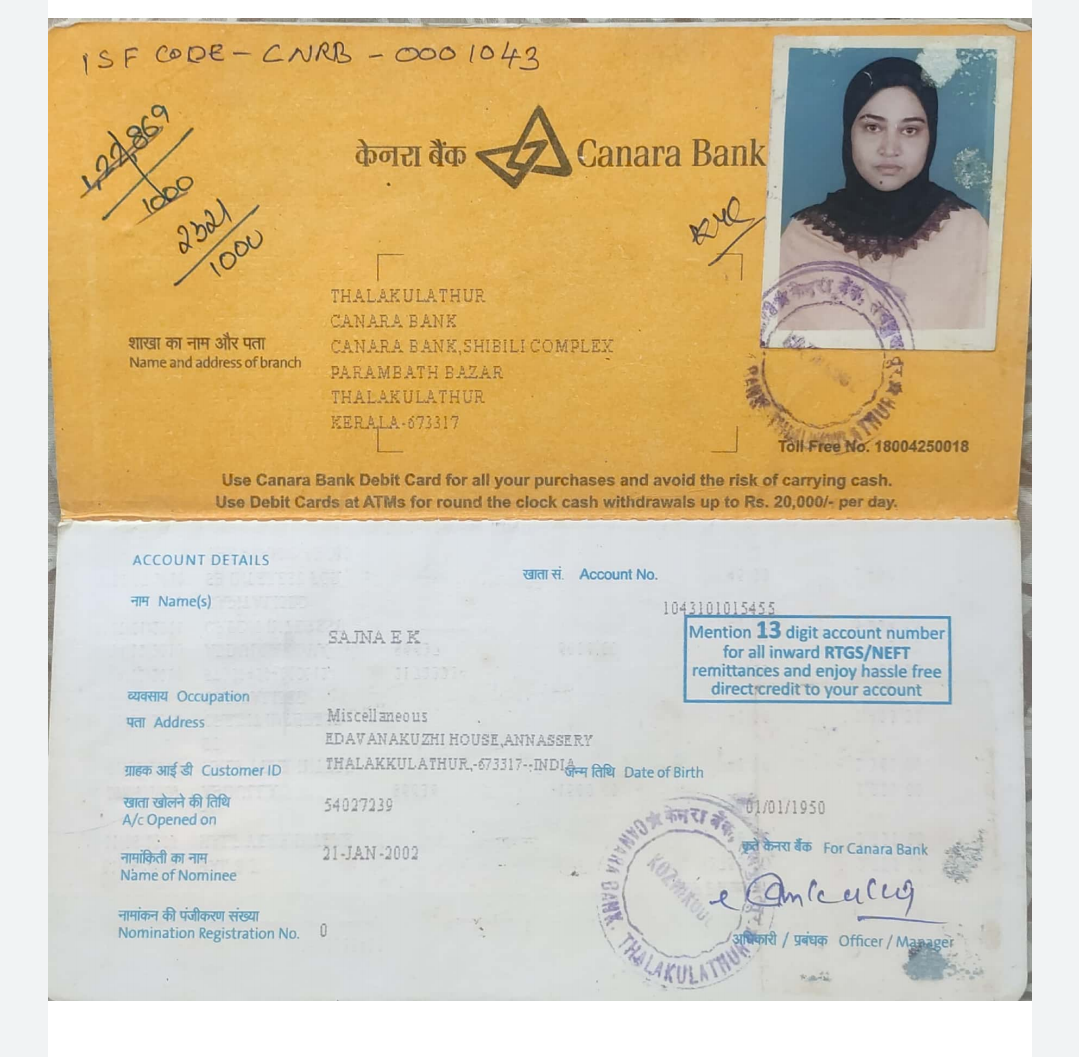 ISF CODE - CNRB - 0001043
1,27,869
1000
2321
1000
केनरा बैंक Canara Bank
KYC
THALAKULATHUR
CANARA BANK
शाखा का नाम और पता
Name and address of branch
CANARA BANK,SHIBILI COMPLEX
PARAMBATH BAZAR
THALAKULATHUR
KERALA-673317
Toll Free No. 18004250018
Use Canara Bank Debit Card for all your purchases and avoid the risk of carrying cash.
Use Debit Cards at ATMs for round the clock cash withdrawals up to Rs. 20,000/- per day.
ACCOUNT DETAILS
खाता सं. Account No.
नाम Name(s)
1043101015455
SAJNA E K
Mention 13 digit account number
for all inward RTGS/NEFT
remittances and enjoy hassle free
direct credit to your account
व्यवसाय Occupation
Miscellaneous
पता Address
EDAVANAKUZHI HOUSE,ANNASSERY
THALAKKULATHUR,-673317--INDIA
ग्राहक आई डी Customer ID
जन्म तिथि Date of Birth
54027239
01/01/1950
खाता खोलने की तिथि
A/c Opened on
21-JAN-2002
कृते केनरा बैंक For Canara Bank
नामांकिती का नाम
Name of Nominee
नामांकन की पंजीकरण संख्या
Nomination Registration No. 0
अधिकारी / प्रबंधक Officer / Manager
केनरा बैंक,
CANARA BANK. THALAKULATHUR
KOZHIKODE